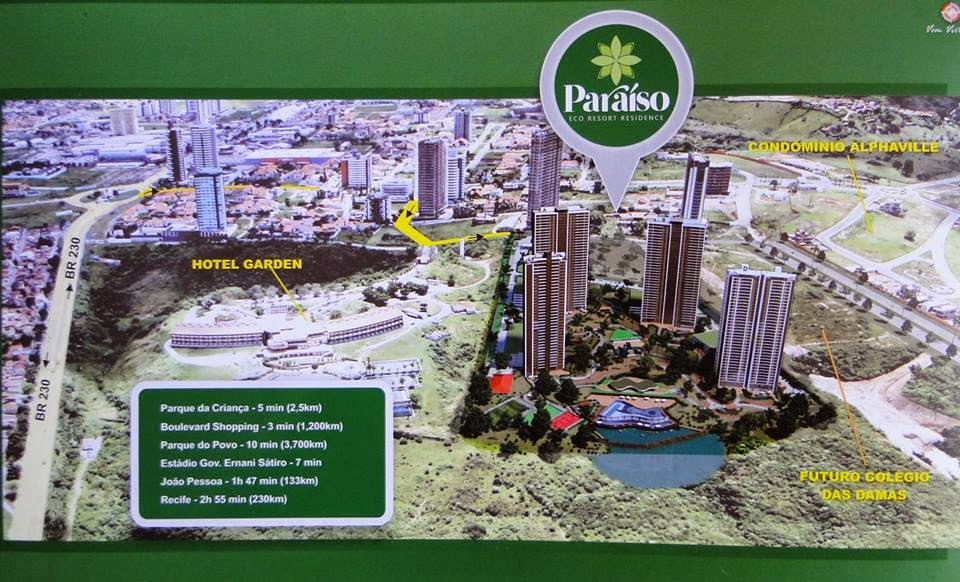 Paraíso
ECO RESORT RESIDENCE
CONDOMÍNIO ALPHAVILLE
BR 230
HOTEL GARDEN
BR 230
Parque da Criança - 5 min (2,5km)
Boulevard Shopping - 3 min (1,200km)
Parque do Povo - 10 min (3,700km)
Estádio Gov. Ernani Sátiro - 7 min
João Pessoa - 1h 47 min (133km)
Recife - 2h 55 min (230km)
FUTURO COLÉGIO
DAS DAMAS
D